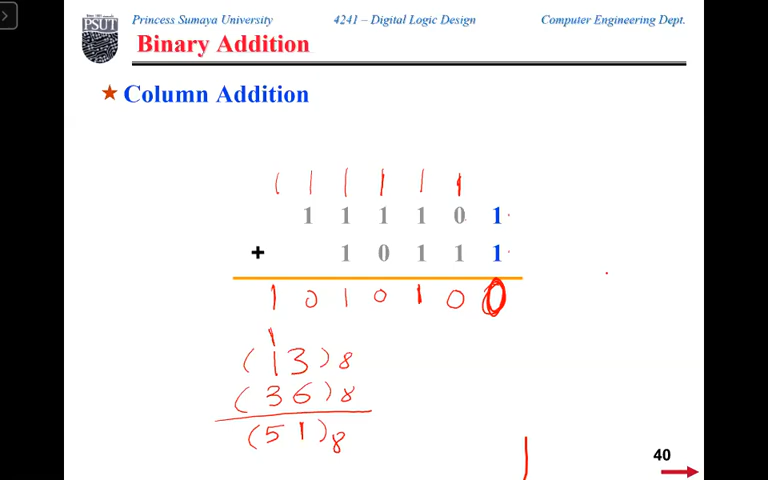 Princess Sumaya University 4241 – Digital Logic Design Computer Engineering Dept.
PSUT
Binary Addition
★ Column Addition
1 1 1 1 1 1
1 1 1 1 0 1
+ 1 0 1 1 1
1 0 1 0 1 0 0
1
(13)8
(36)8
(51)8
40